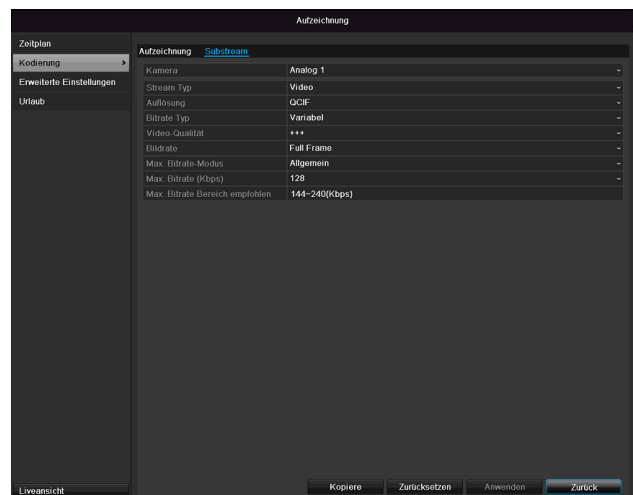 Aufzeichnung
Zeitplan
Kodierung >
Erweiterte Einstellungen
Urlaub
Aufzeichnung Substream
Kamera Analog 1
Stream Typ Video
Auflösung QCIF
Bitrate Typ Variabel
Video-Qualität +++
Bildrate Full Frame
Max. Bitrate-Modus Allgemein
Max. Bitrate (Kbps) 128
Max. Bitrate Bereich empfohlen 144~240(Kbps)
Liveansicht
Kopiere Zurücksetzen Anwenden Zurück